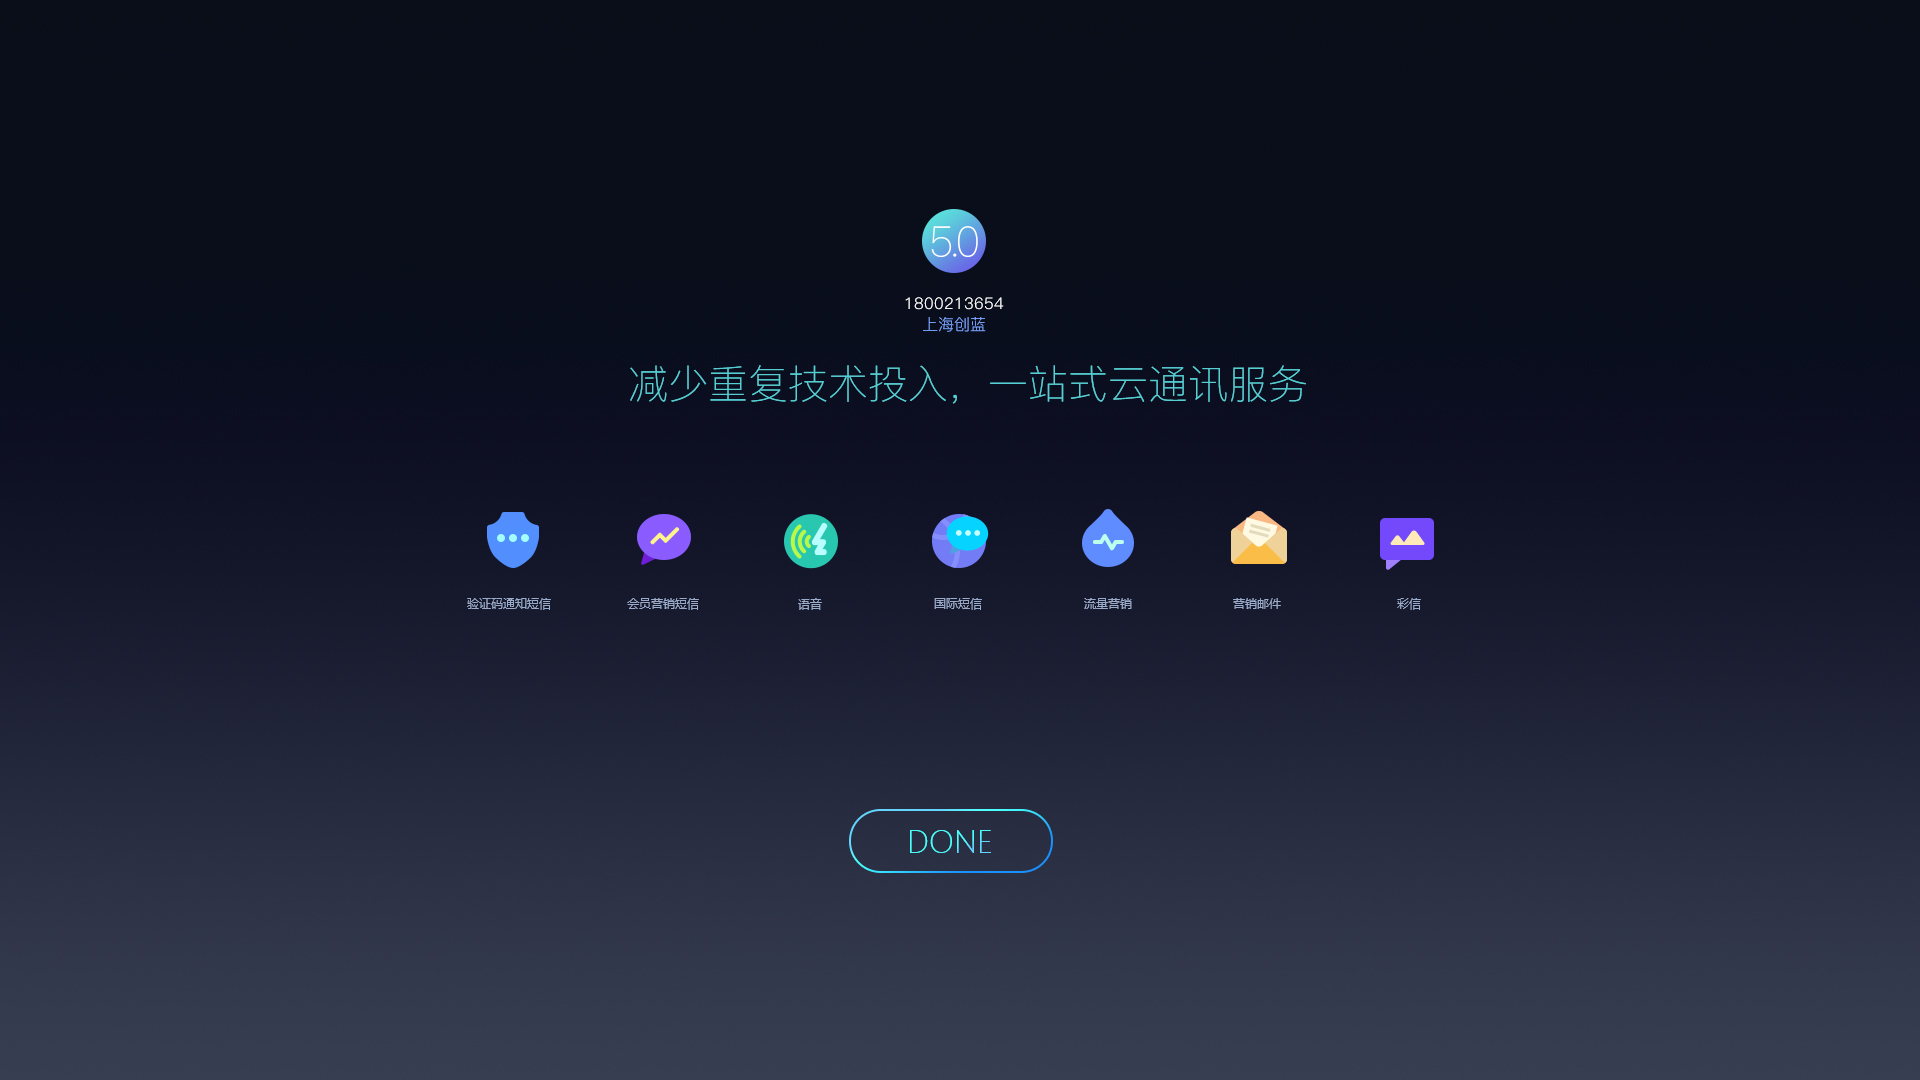 5.0
1800213654
上海创蓝
减少重复技术投入，一站式云通讯服务
验证码通知短信
会员营销短信
语音
国际短信
流量营销
营销邮件
彩信
DONE